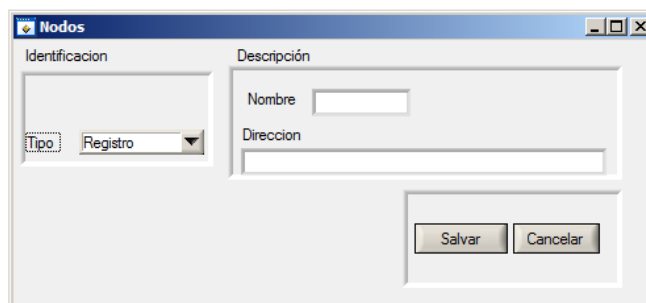 Nodos
Identificacion
Descripción
Nombre
Tipo
Registro
Direccion
Salvar
Cancelar